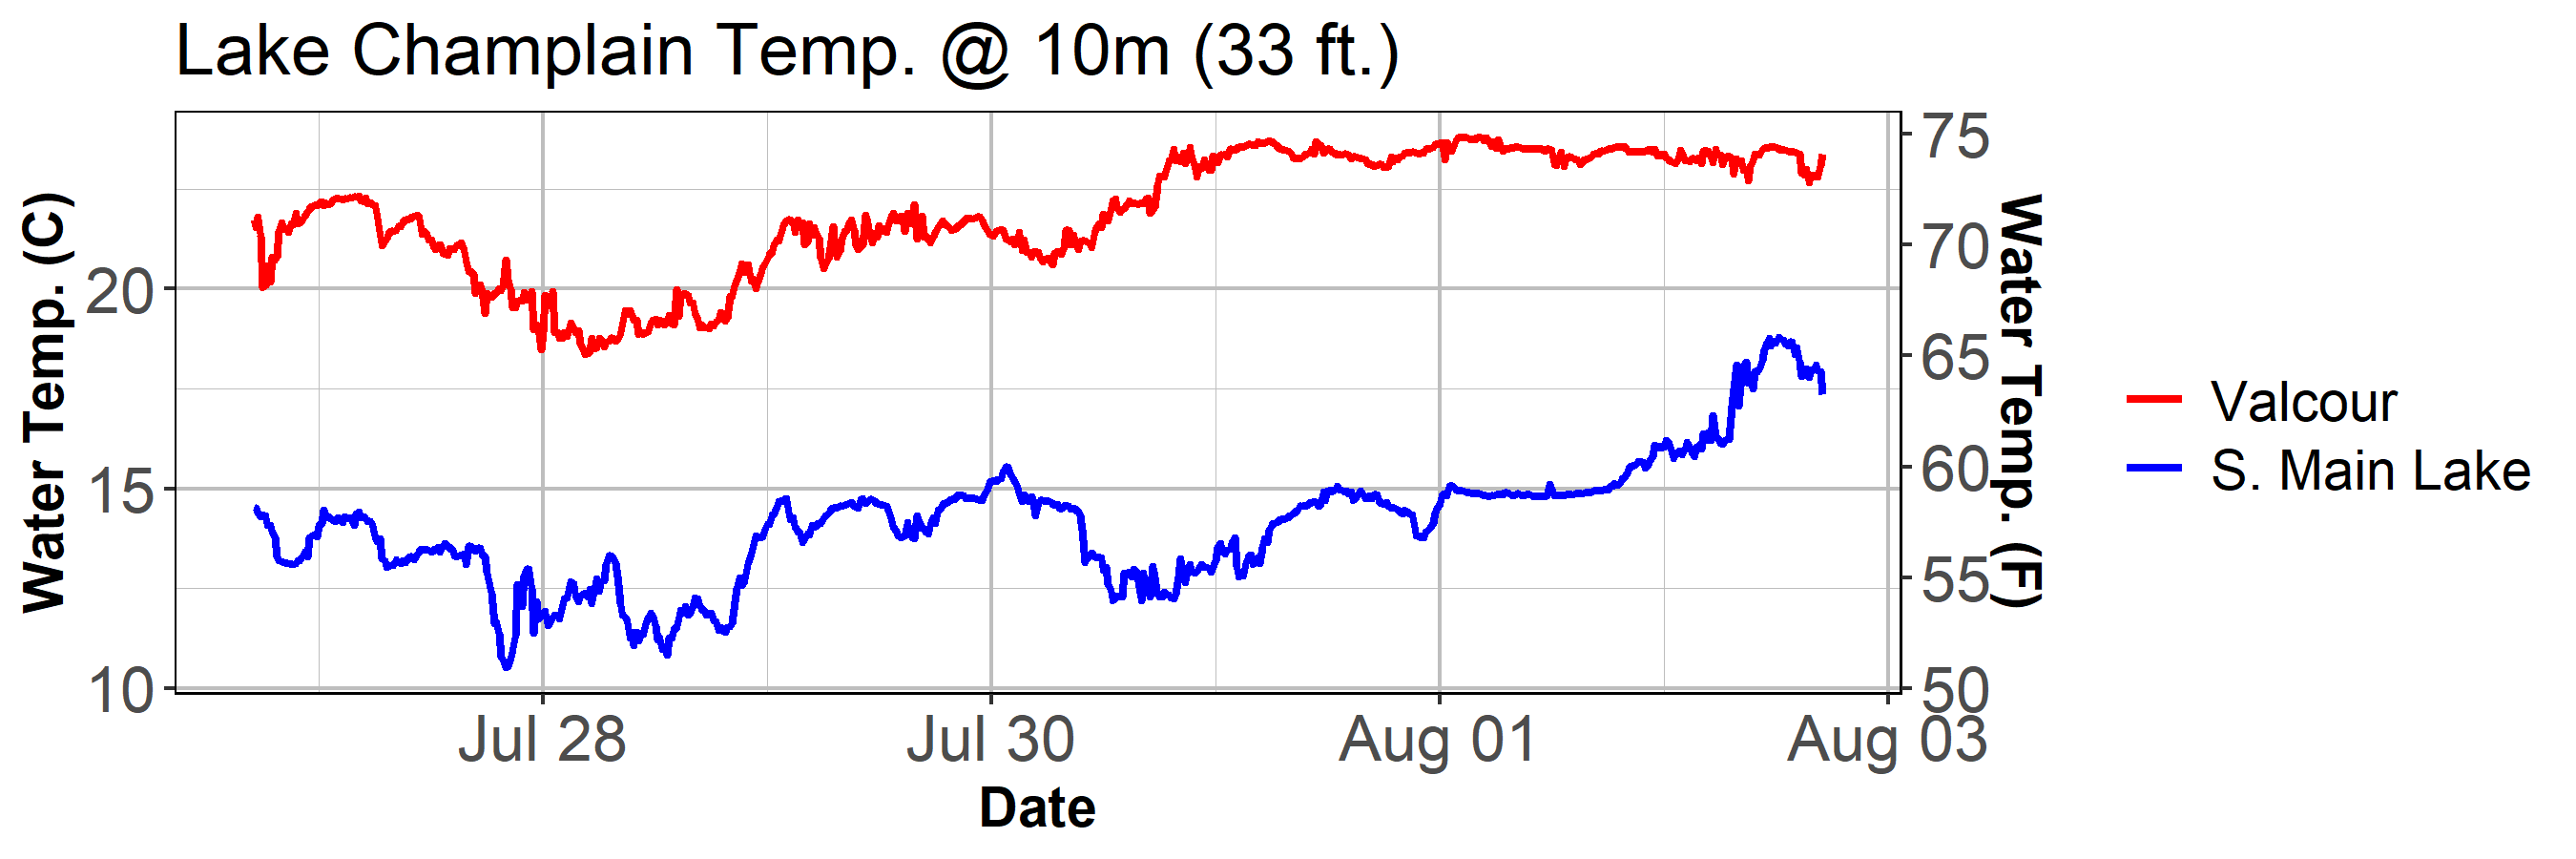 Lake Champlain Temp. @ 10m (33 ft.)
Water Temp. (C)
20
15
10
75
70
65
60
55
50
Water Temp. (F)
Jul 28
Jul 30
Aug 01
Aug 03
Date
Valcour
S. Main Lake